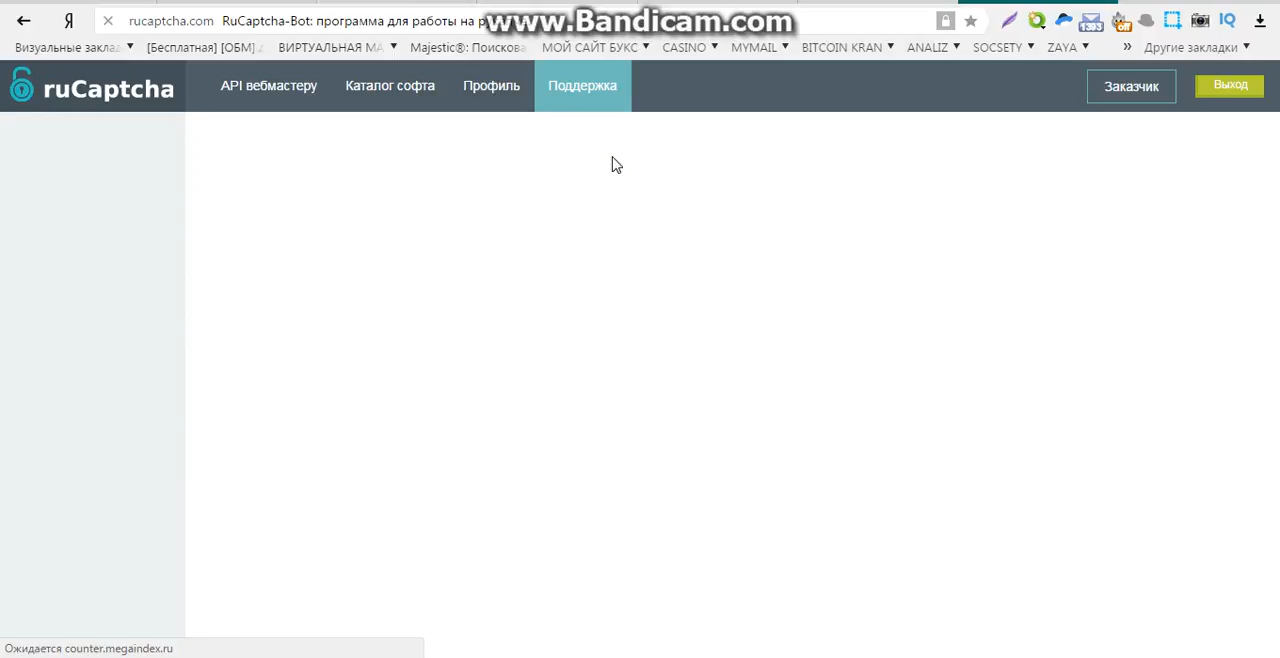 www.Bandicam.com
Я rucaptcha.com RuCaptcha-Bot: программа для работы на
Визуальные заклад [Бесплатная] [ОБМ] ВИРТУАЛЬНАЯ МА Majestic®: Поискова МОЙ САЙТ БУКС CASINO MYMAIL BITCOIN KRAN ANALIZ SOCSETY ZAYA » Другие закладки
ruCaptcha API вебмастеру Каталог софта Профиль Поддержка Заказчик Выход
Ожидается counter.megaindex.ru